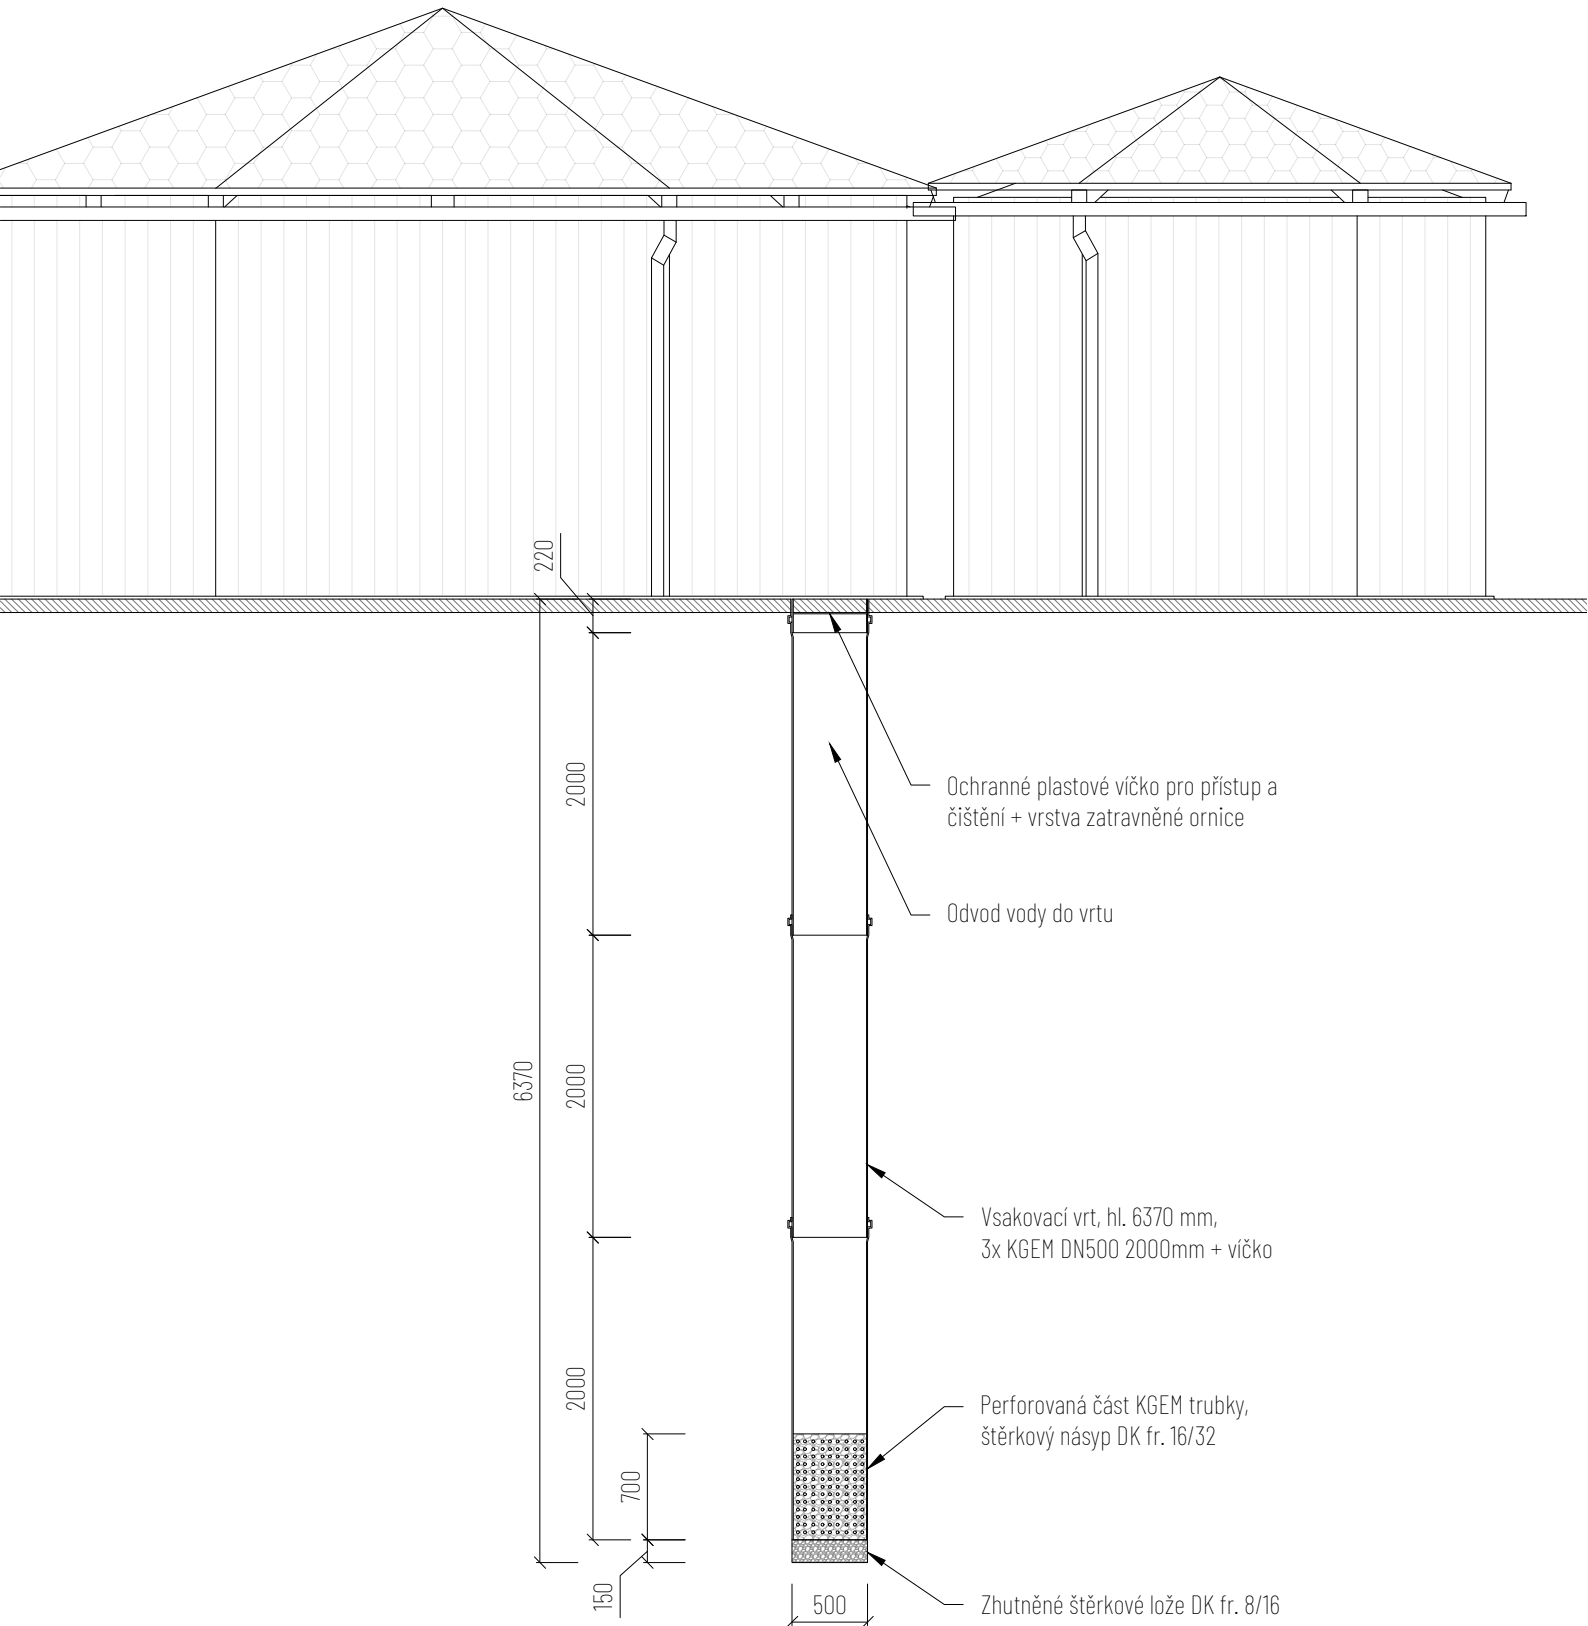 220
2000
Ochranné plastové víčko pro přístup a
čištění + vrstva zatravněné ornice
Odvod vody do vrtu
6370
2000
Vsakovací vrt, hl. 6370 mm,
3x KGEM DN500 2000mm + víčko
2000
Perforovaná část KGEM trubky,
štěrkový násyp DK fr. 16/32
700
150
500
Zhutněné štěrkové lože DK fr. 8/16